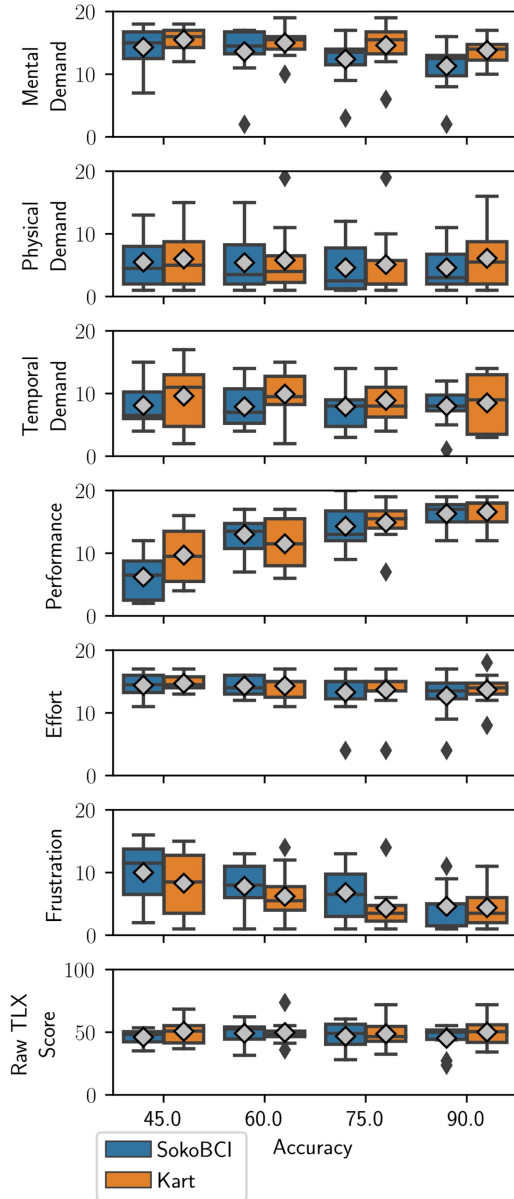 20
10
0
Mental
Demand
20
10
0
Physical
Demand
20
10
0
Temporal
Demand
20
10
0
Performance
20
10
0
Effort
20
10
0
Frustration
100
50
0
Raw TLX
Score
45.0 60.0 75.0 90.0
Accuracy
SokoBCI
Kart